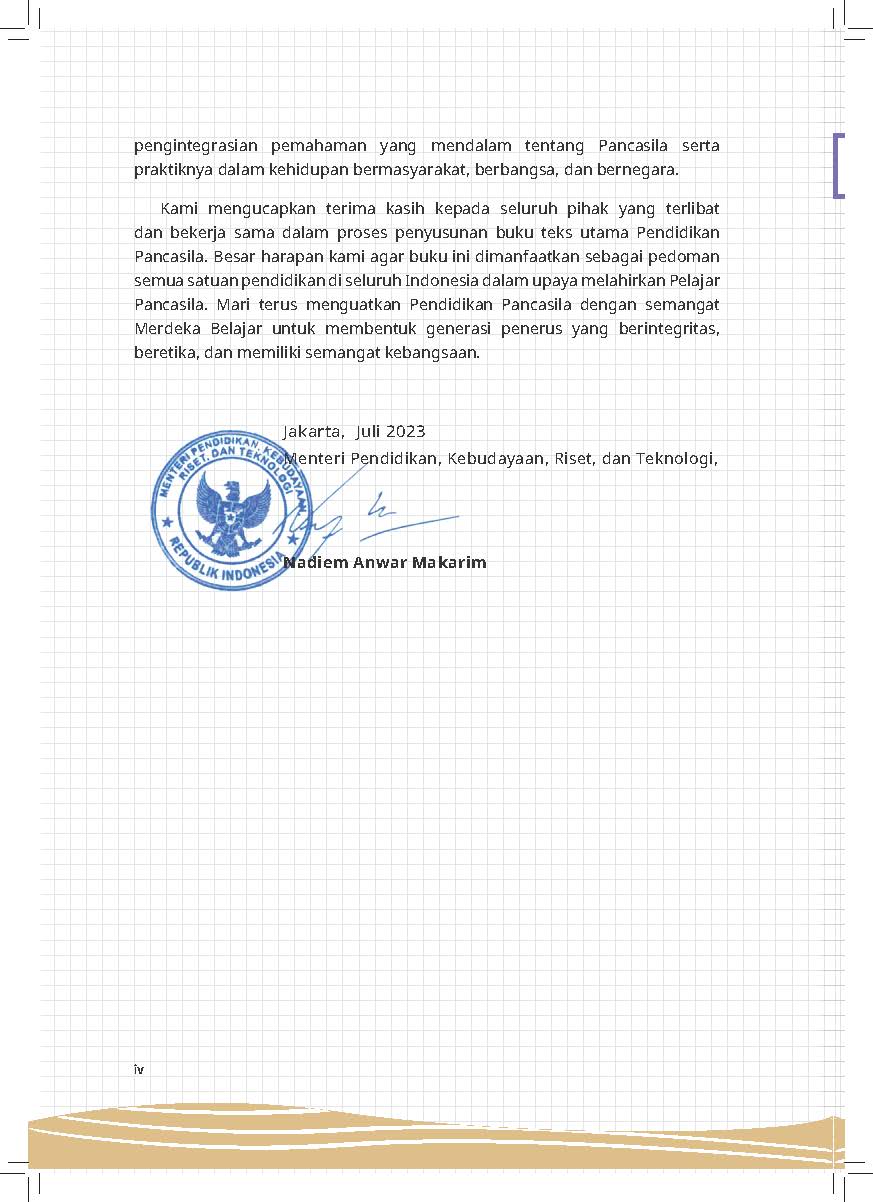 pengintegrasian pemahaman yang mendalam tentang Pancasila serta
praktiknya dalam kehidupan bermasyarakat, berbangsa, dan bernegara.
Kami mengucapkan terima kasih kepada seluruh pihak yang terlibat
dan bekerja sama dalam proses penyusunan buku teks utama Pendidikan
Pancasila. Besar harapan kami agar buku ini dimanfaatkan sebagai pedoman
semua satuan pendidikan di seluruh Indonesia dalam upaya melahirkan Pelajar
Pancasila. Mari terus menguatkan Pendidikan Pancasila dengan semangat
Merdeka Belajar untuk membentuk generasi penerus yang berintegritas,
beretika, dan memiliki semangat kebangsaan.
Jakarta, Juli 2023
Menteri Pendidikan, Kebudayaan, Riset, dan Teknologi,
MENTERI PENDIDIKAN, KEBUDAYAAN,
RISET, DAN TEKNOLOGI
REPUBLIK INDONESIA
Nadiem Anwar Makarim
iv